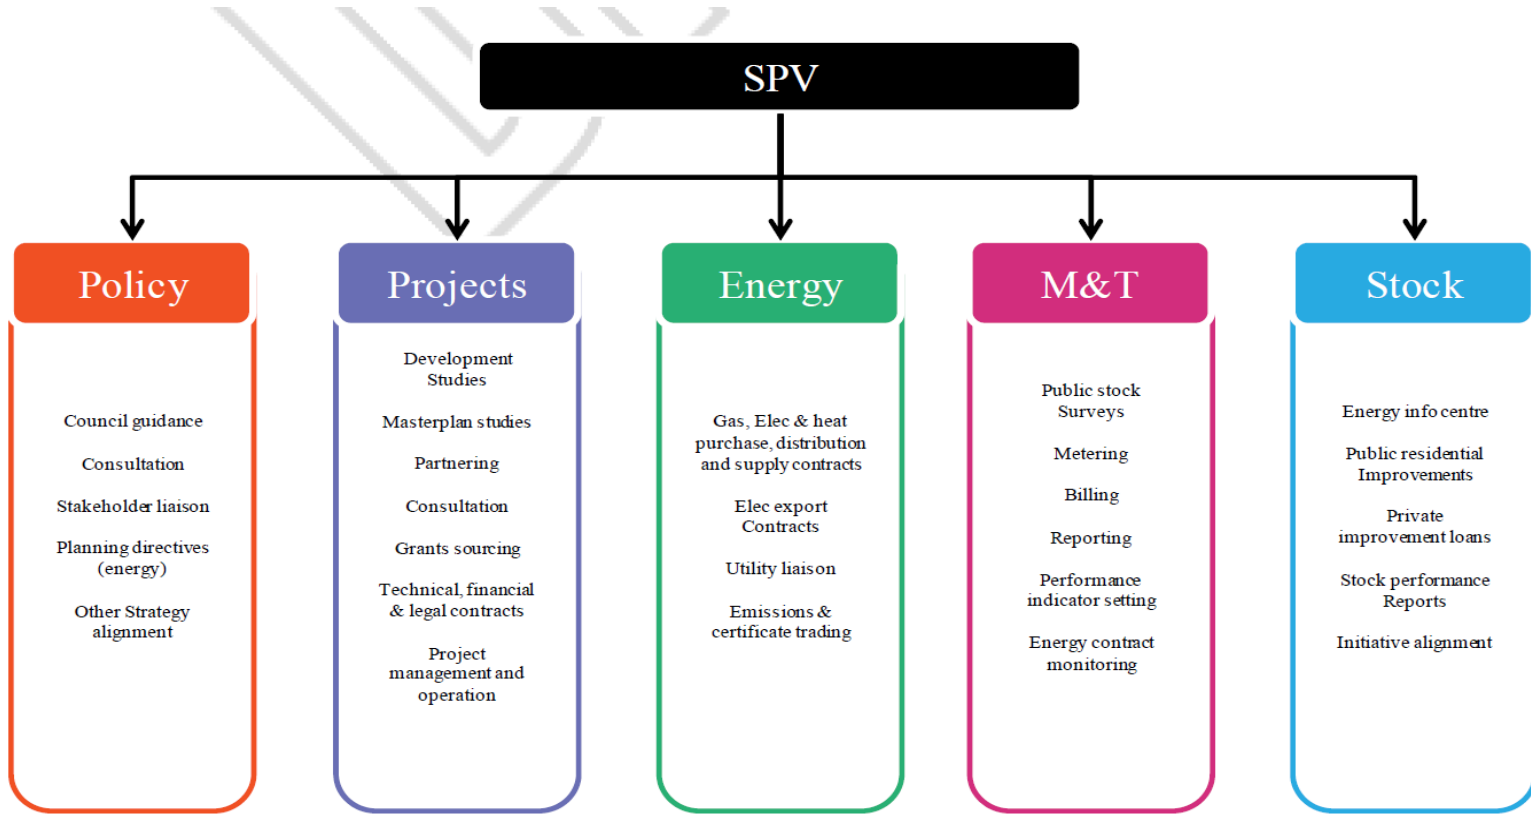 SPV
Policy
Council guidance
Consultation
Stakeholder liaison
Planning directives
(energy)
Other Strategy
alignment
Projects
Development
Studies
Masterplan studies
Partnering
Consultation
Grants sourcing
Technical, financial
& legal contracts
Project
management and
operation
Energy
Gas, Elec & heat
purchase, distribution
and supply contracts
Elec export
Contracts
Utility liaison
Emissions &
certificate trading
M&T
Public stock
Surveys
Metering
Billing
Reporting
Performance
indicator setting
Energy contract
monitoring
Stock
Energy info centre
Public residential
Improvements
Private
improvement loans
Stock performance
Reports
Initiative alignment